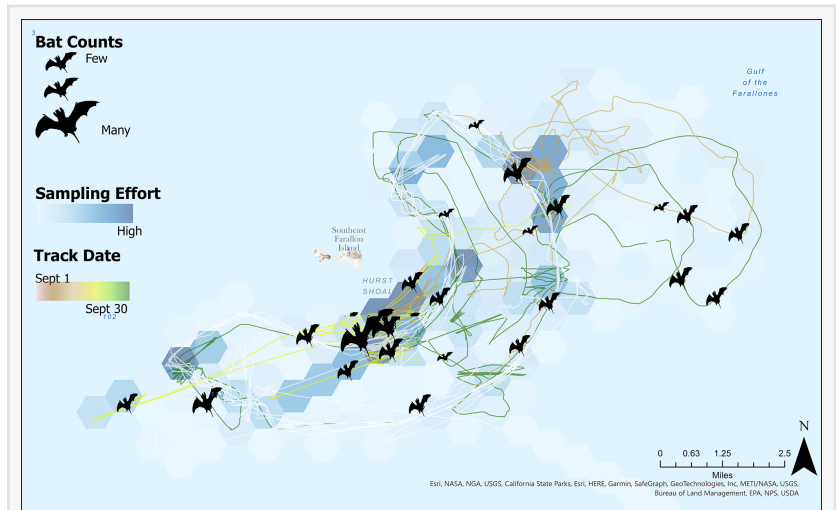 3
Bat Counts
Few
Many
Gulf
of the
Farallones
Sampling Effort
High
Southeast
Farallon
Island
HURST
SHOAL
Track Date
Sept 1
Sept 30
102
N
0 0.63 1.25 2.5
Miles
Esri, NASA, NGA, USGS, California State Parks, Esri, HERE, Garmin, SafeGraph, GeoTechnologies, Inc, METI/NASA, USGS,
Bureau of Land Management, EPA, NPS, USDA